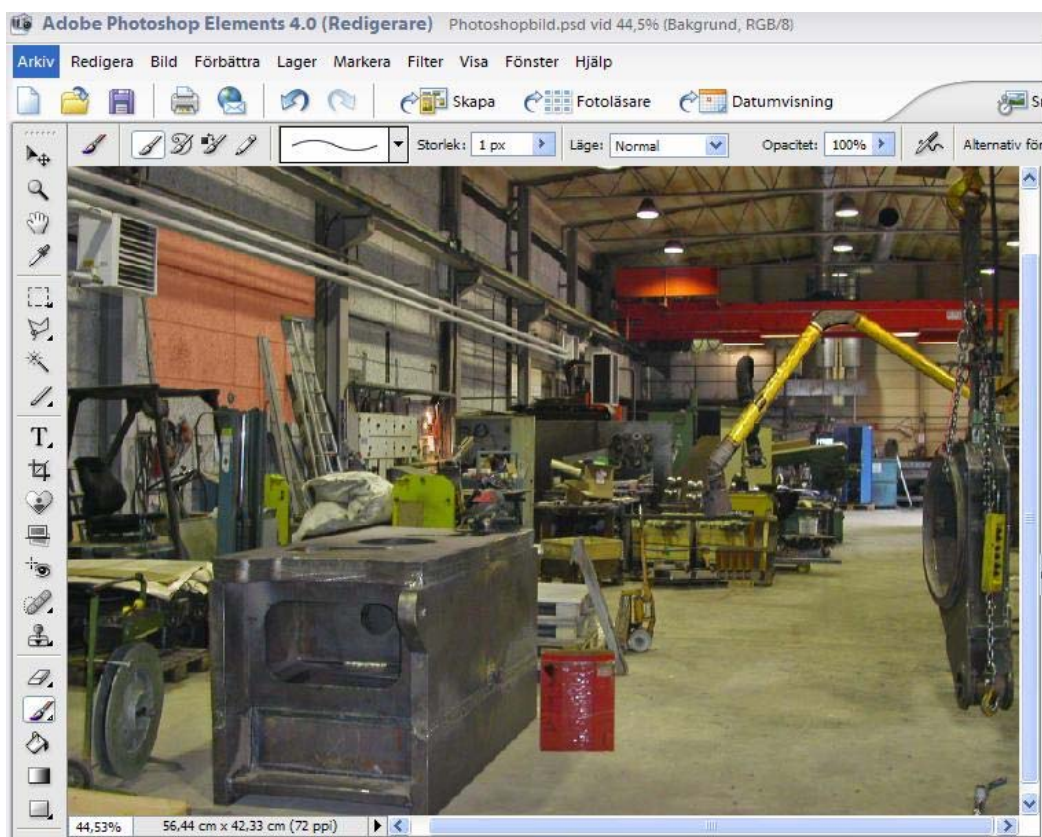 Adobe Photoshop Elements 4.0 (Redigerare) Photoshopbild.psd vid 44,5% (Bakgrund, RGB/8)
Arkiv Redigera Bild Förbättra Lager Markera Filter Visa Fönster Hjälp
Skapa Fotoläsare Datumvisning
Storlek: 1 px Läge: Normal Opacitet: 100% Alternativ för
T
44,53% 56,44 cm x 42,33 cm (72 ppi)